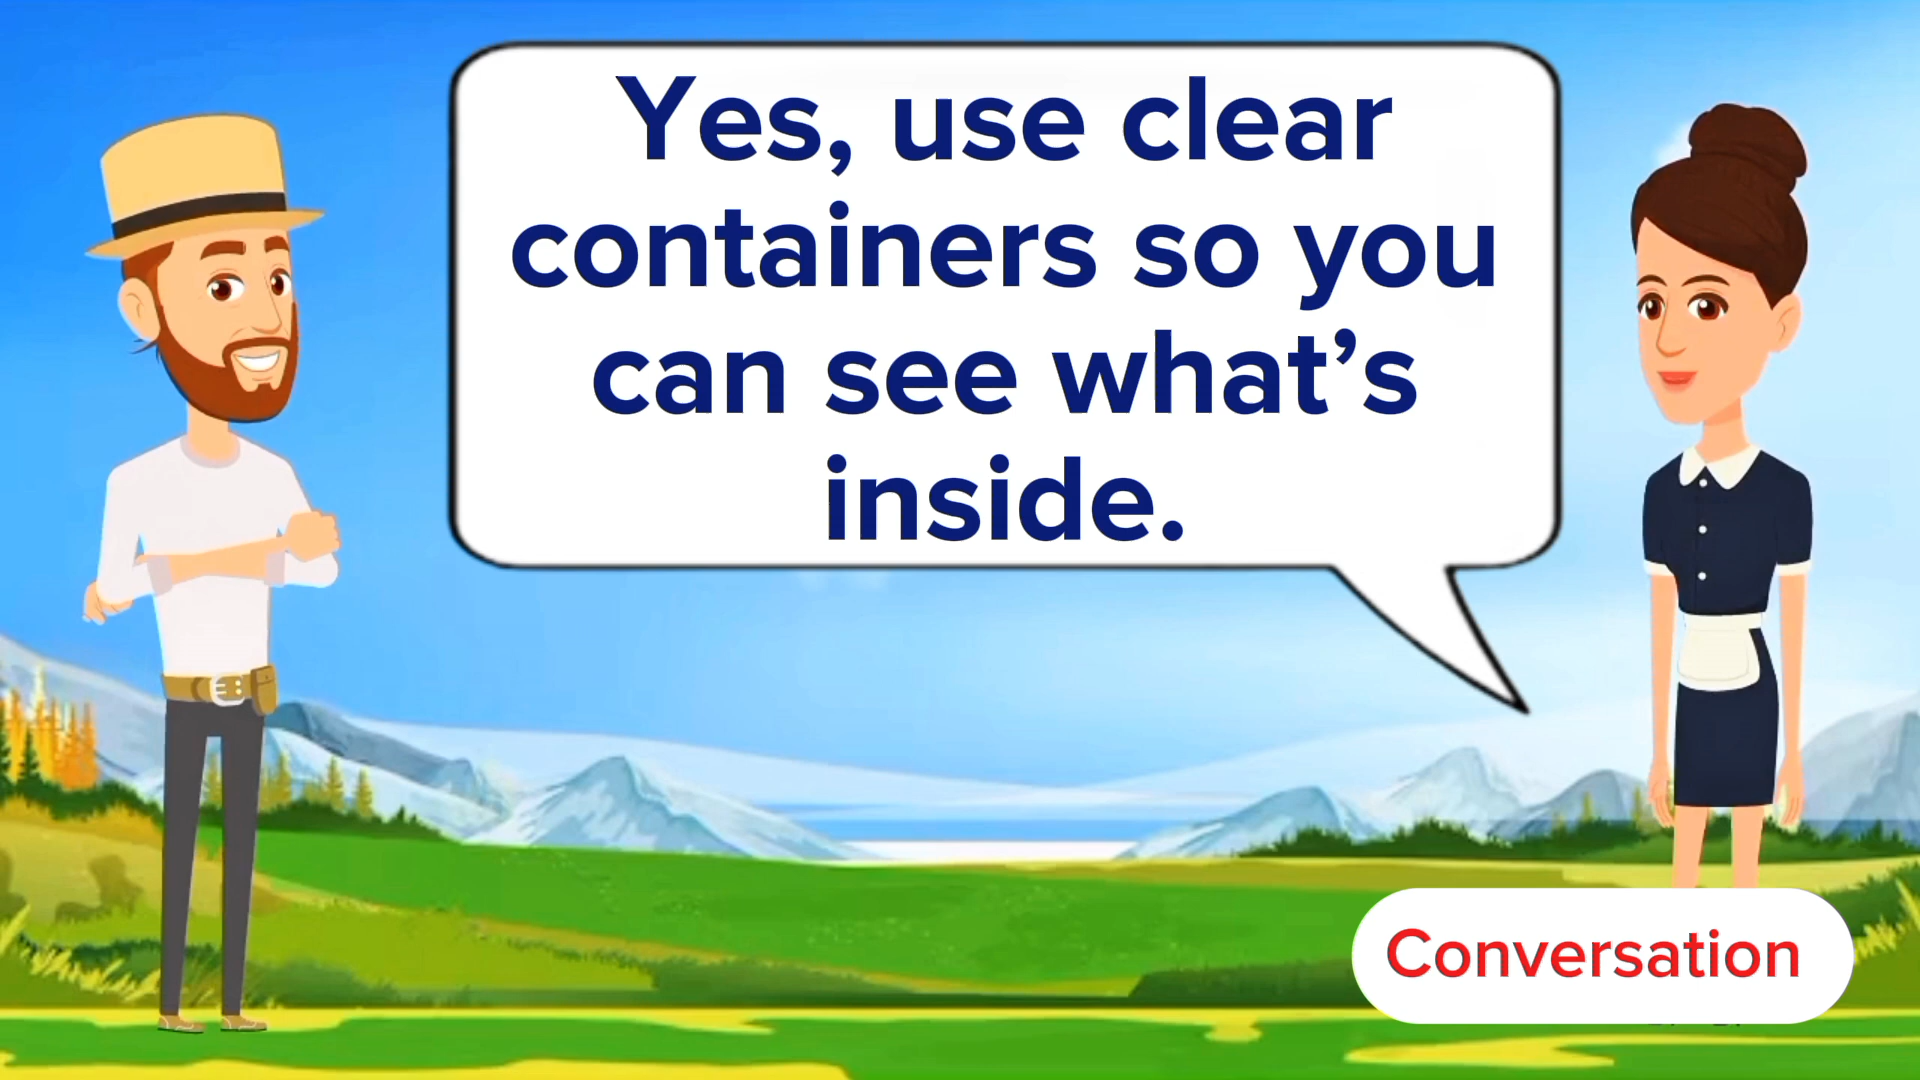 Yes, use clear
containers so you
can see what’s
inside.
Conversation